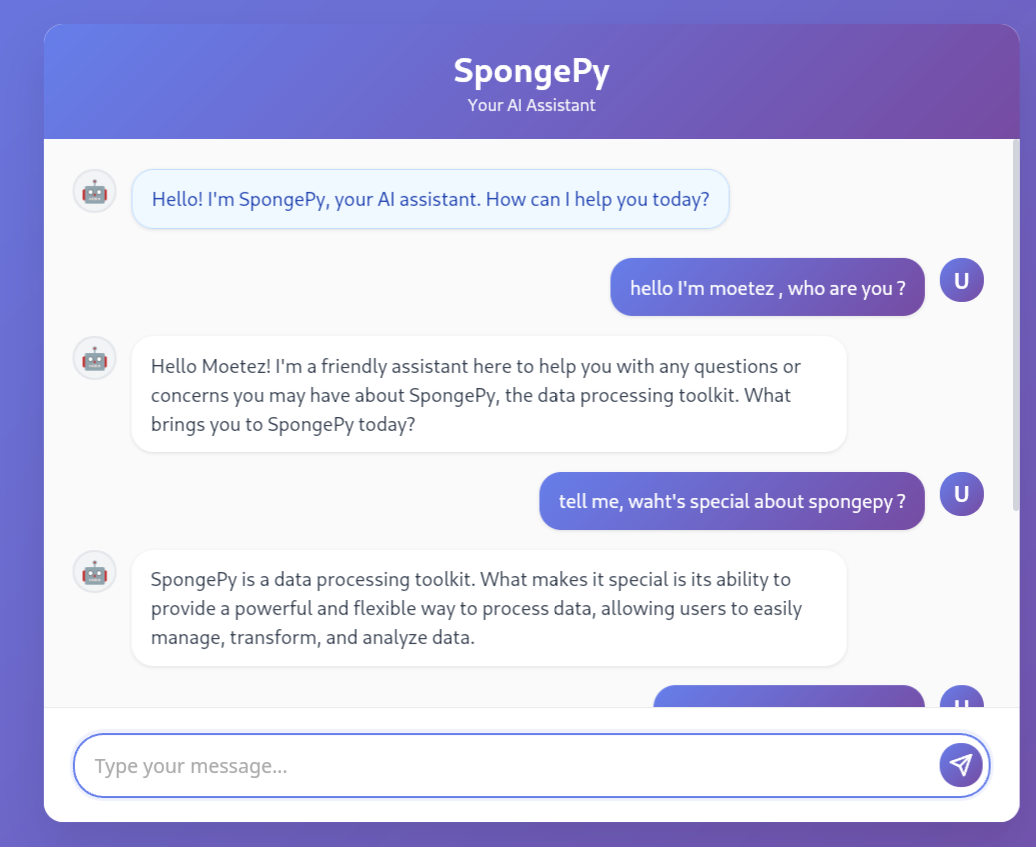 SpongePy
Your AI Assistant
Hello! I'm SpongePy, your AI assistant. How can I help you today?
hello I'm moetez , who are you ?
U
Hello Moetez! I'm a friendly assistant here to help you with any questions or
concerns you may have about SpongePy, the data processing toolkit. What
brings you to SpongePy today?
tell me, waht's special about spongepy ?
U
SpongePy is a data processing toolkit. What makes it special is its ability to
provide a powerful and flexible way to process data, allowing users to easily
manage, transform, and analyze data.
U
Type your message...